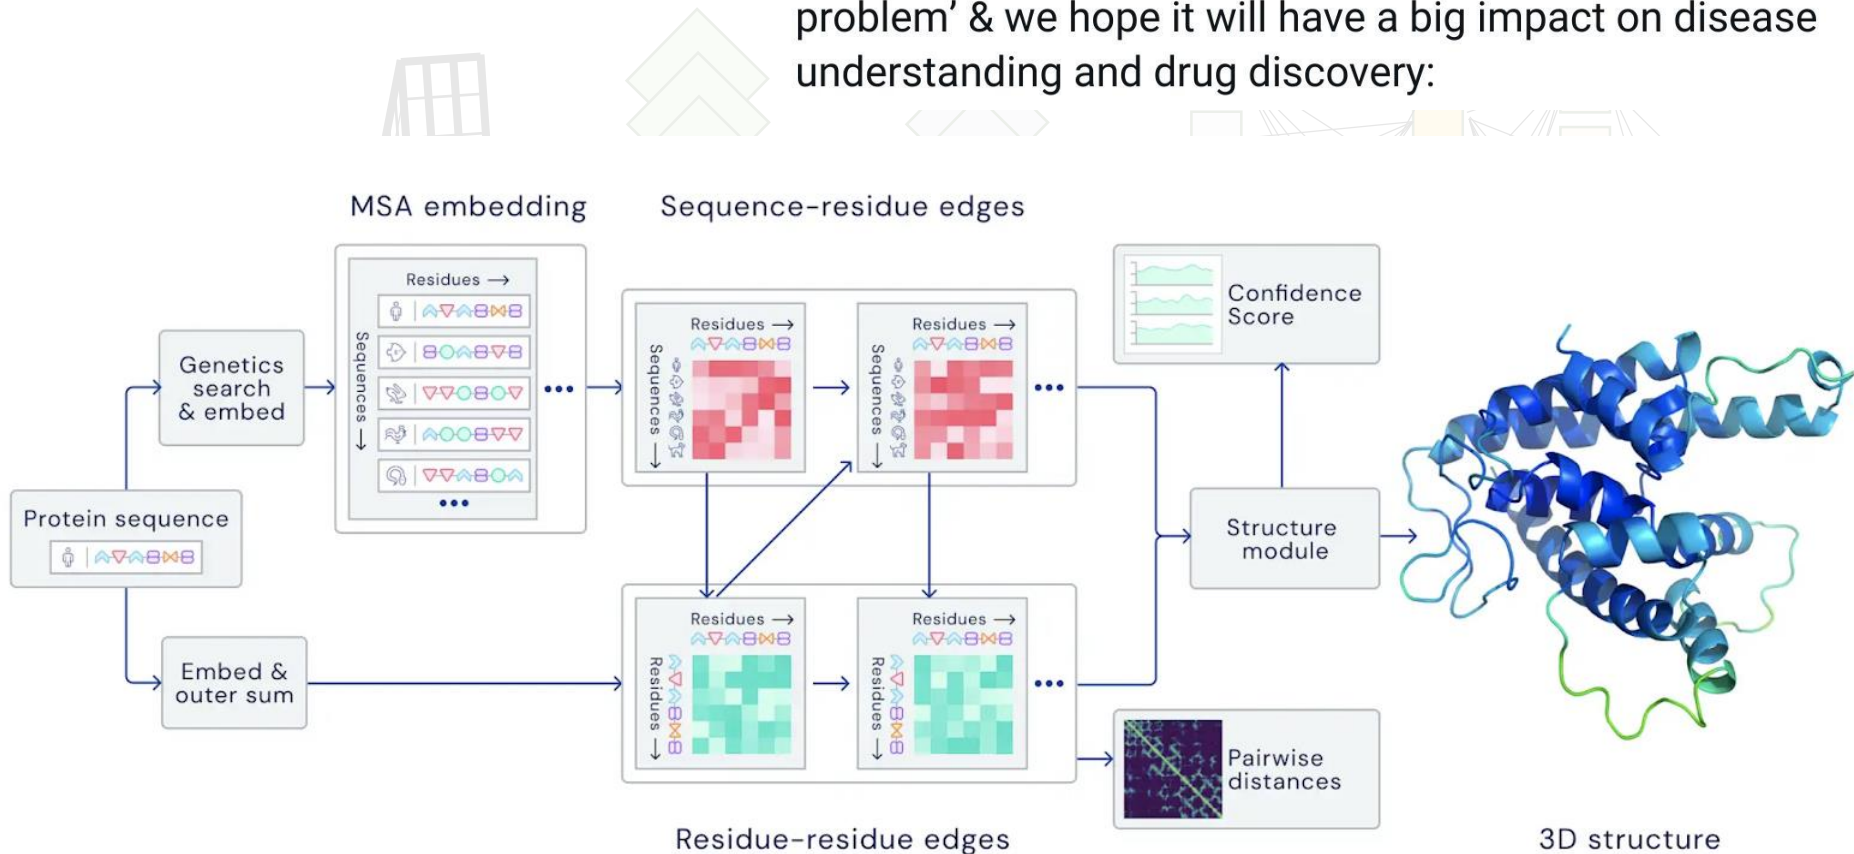 problem’ & we hope it will have a big impact on disease
understanding and drug discovery:
MSA embedding
Sequence-residue edges
Residues →
Sequences →
Genetics
search
& embed
Protein sequence
Embed &
outer sum
Residues →
Sequences →
Residues →
Sequences →
Residues →
Residues →
Residues →
Residues →
Confidence
Score
Structure
module
Pairwise
distances
Residue-residue edges
3D structure